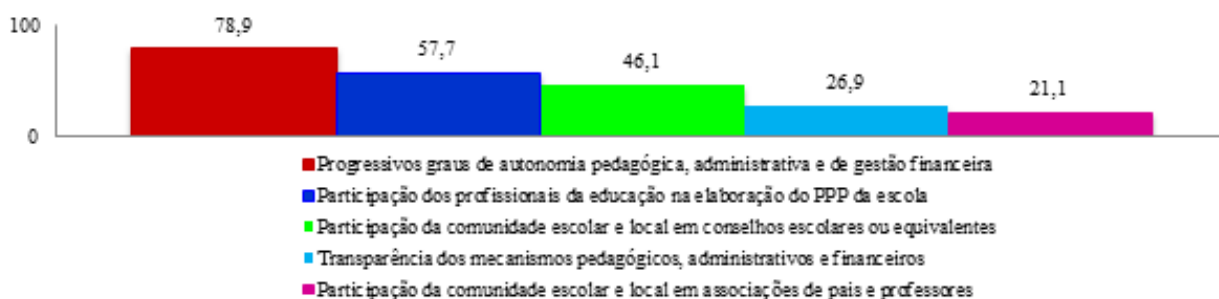 100
78,9
57,7
46,1
26,9
21,1
0
Progressivos graus de autonomia pedagógica, administrativa e de gestão financeira
Participação dos profissionais da educação na elaboração do PPP da escola
Participação da comunidade escolar e local em conselhos escolares ou equivalentes
Transparência dos mecanismos pedagógicos, administrativos e financeiros
Participação da comunidade escolar e local em associações de pais e professores